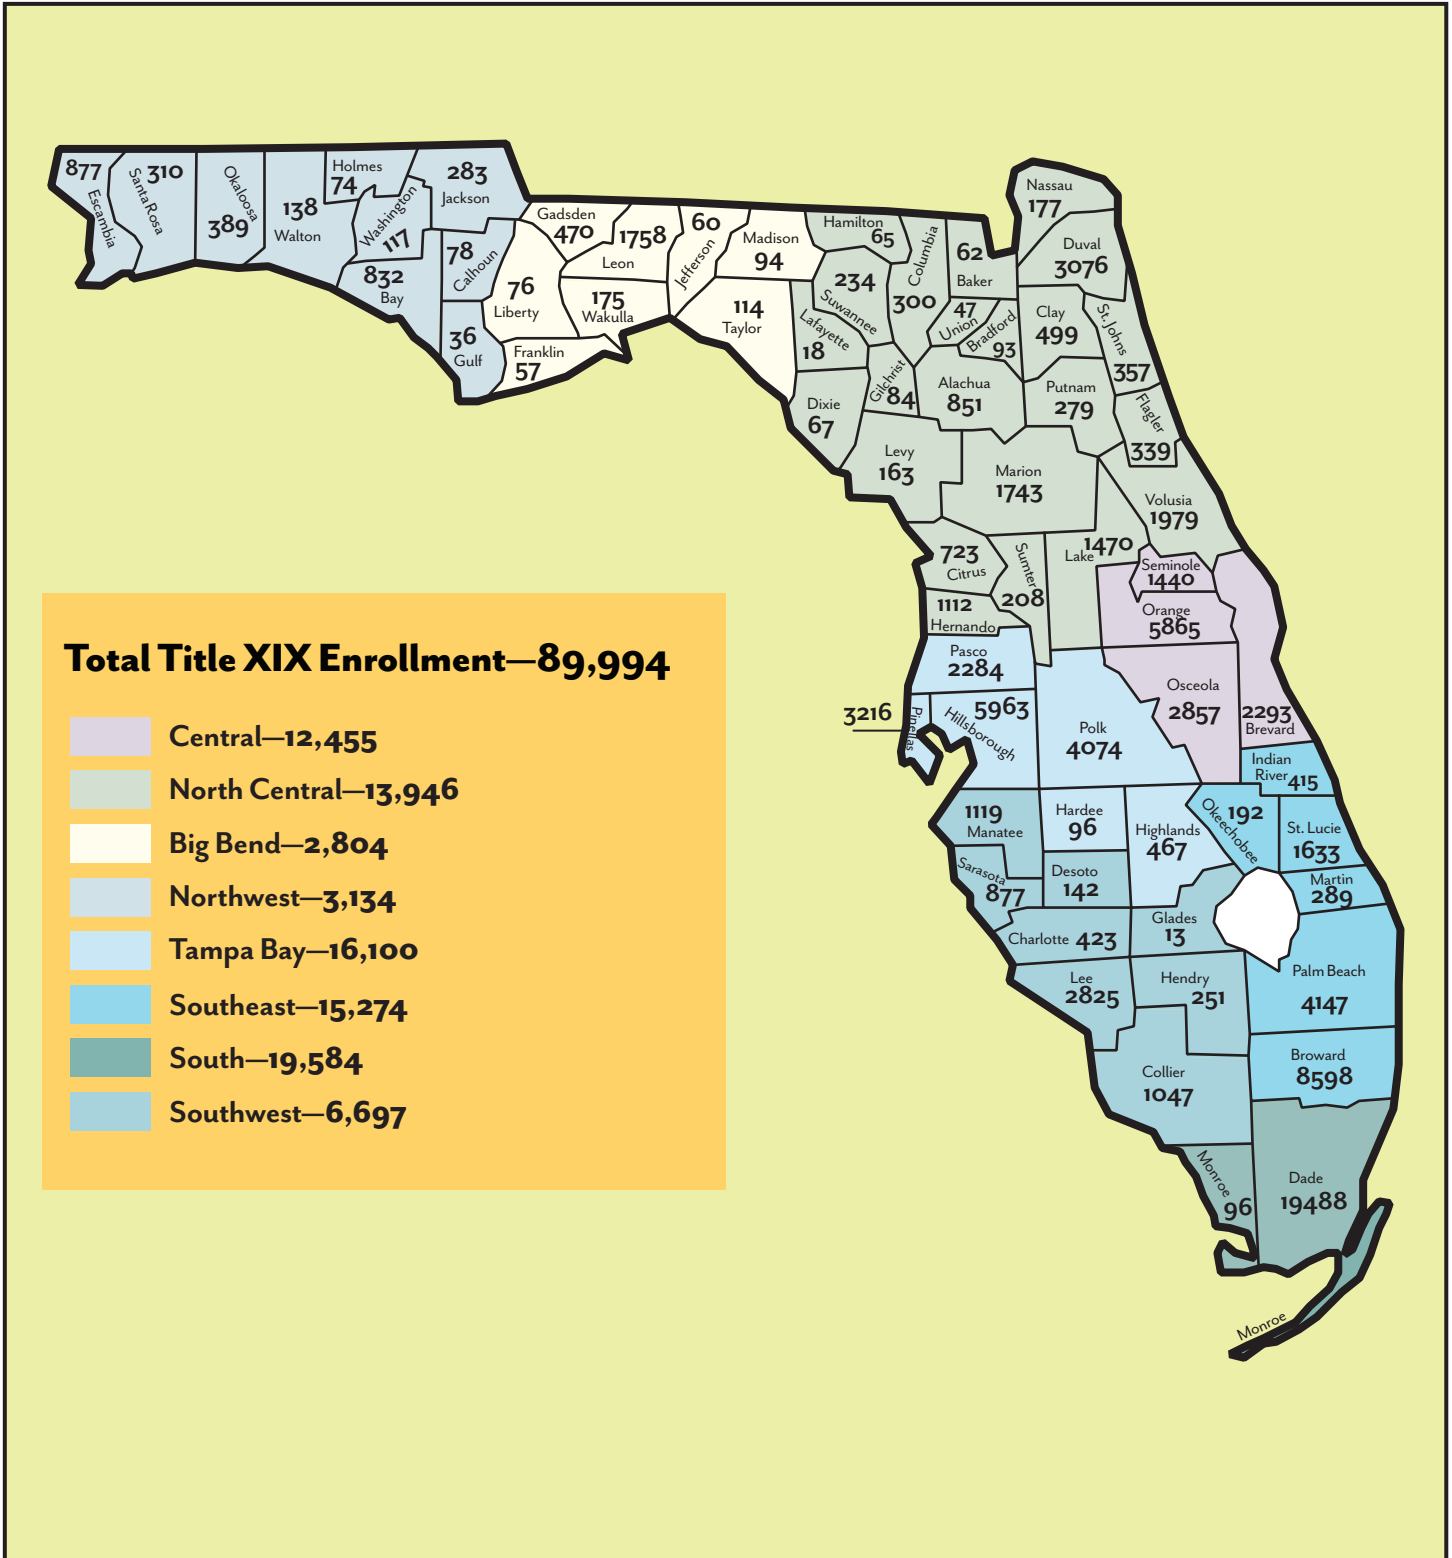 877
Escambia
310
Santa Rosa
Okaloosa
389
138
Walton
Holmes
74
Washington
117
283
Jackson
832
Bay
78
Calhoun
36
Gulf
Gadsden
470
76
Liberty
Franklin
57
1758
Leon
175
Wakulla
60
Jefferson
Madison
94
114
Taylor
Hamilton
65
234
Suwannee
Lafayette
18
Columbia
300
62
Baker
Nassau
177
Duval
3076
47
Union
Bradford
93
Clay
499
St. Johns
357
Dixie
67
Gilchrist
84
Alachua
851
Putnam
279
Flagler
339
Levy
163
Marion
1743
Volusia
1979
723
Citrus
Sumter
208
Lake
1470
Seminole
1440
1112
Hernando
Orange
5865
Pasco
2284
Osceola
2857
2293
Brevard
3216
Pinellas
5963
Hillsborough
Polk
4074
Indian
River 415
1119
Manatee
Hardee
96
Highlands
467
192
Okeechobee
St. Lucie
1633
Sarasota
877
Desoto
142
Martin
289
Charlotte 423
Glades
13
Lee
2825
Hendry
251
Palm Beach
4147
Collier
1047
Broward
8598
Monroe
96
Dade
19488
Monroe
Total Title XIX Enrollment—89,994
Central—12,455
North Central—13,946
Big Bend—2,804
Northwest—3,134
Tampa Bay—16,100
Southeast—15,274
South—19,584
Southwest—6,697